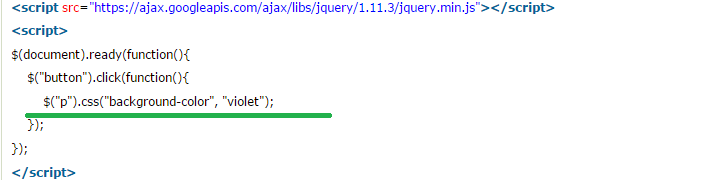 <script src="https://ajax.googleapis.com/ajax/libs/jquery/1.11.3/jquery.min.js"></script>
<script>
$(document).ready(function(){
$("button").click(function(){
$("p").css("background-color", "violet");
});
});
</script>